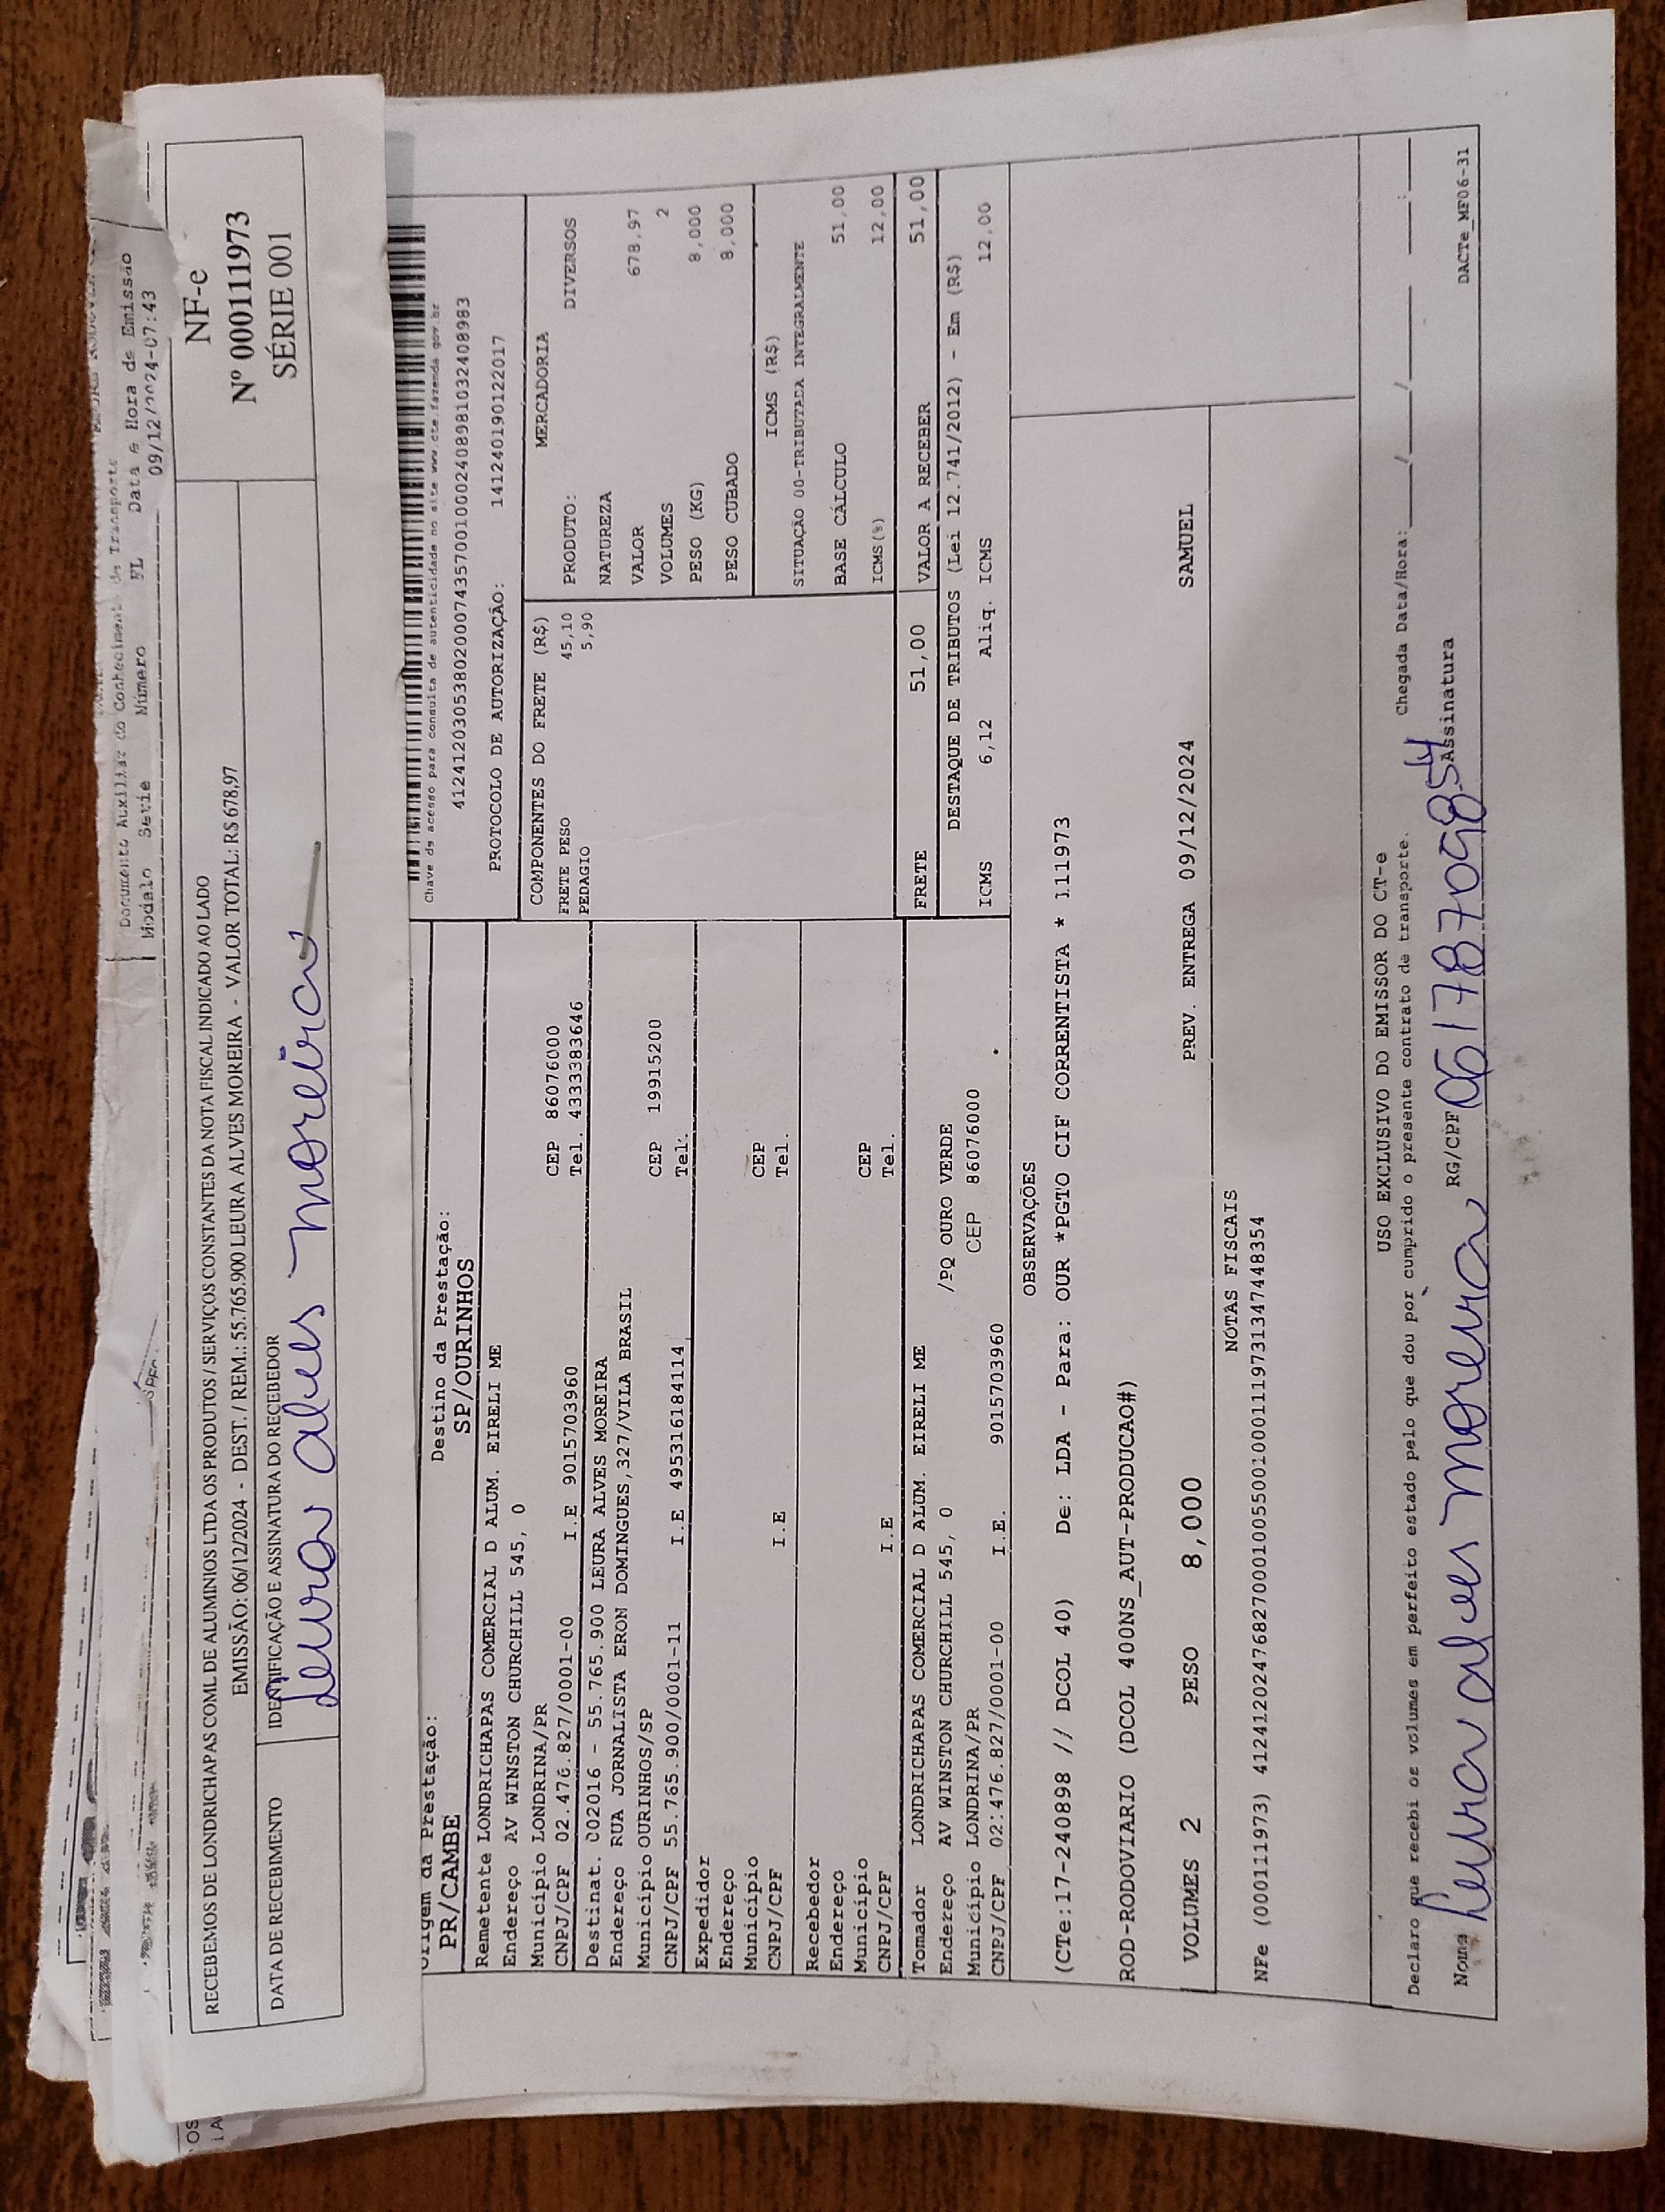 Documento Auxiliar do Conhecimento de Transporte
Modalo Serie Número FL Data e Hora de Emissão
09/12/2024-07:43
RECEBEMOS DE LONDRICHAPAS COML DE ALUMINIOS LTDA OS PRODUTOS / SERVIÇOS CONSTANTES DA NOTA FISCAL INDICADO AO LADO
EMISSÃO: 06/12/2024 - DEST. / REM.: 55.765.900 LEURA ALVES MOREIRA - VALOR TOTAL: R$ 678,97
DATA DE RECEBIMENTO
IDENTIFICAÇÃO E ASSINATURA DO RECEBEDOR
Leura alves moreira
NF-e
Nº 000111973
SÉRIE 001
Chave de acesso para consulta de autenticidade no site www.cte.fazenda.gov.br
41241203053802000743570010002408981032408983
PROTOCOLO DE AUTORIZAÇÃO: 141240190122017
Origem da Prestação: Destino da Prestação:
PR/CAMBE SP/OURINHOS
Remetente LONDRICHAPAS COMERCIAL D ALUM. EIRELI ME
Endereço AV WINSTON CHURCHILL 545, 0
Município LONDRINA/PR CEP 86076000
CNPJ/CPF 02.476.827/0001-00 I.E 9015703960 Tel. 4333383646
Destinat. 002016 - 55.765.900 LEURA ALVES MOREIRA
Endereço RUA JORNALISTA ERON DOMINGUES,327/VILA BRASIL
Município OURINHOS/SP CEP 19915200
CNPJ/CPF 55.765.900/0001-11 I.E 495316184114 Tel.
Expedidor
Endereço
Município CEP
CNPJ/CPF I.E Tel.
Recebedor
Endereço
Município CEP
CNPJ/CPF I.E Tel.
Tomador LONDRICHAPAS COMERCIAL D ALUM. EIRELI ME
Endereço AV WINSTON CHURCHILL 545, 0 /PQ OURO VERDE
Município LONDRINA/PR CEP 86076000
CNPJ/CPF 02.476.827/0001-00 I.E. 9015703960
COMPONENTES DO FRETE (R$)
FRETE PESO 45,10
PEDAGIO 5,90
MERCADORIA
PRODUTO: DIVERSOS
NATUREZA
VALOR 678,97
VOLUMES 2
PESO (KG) 8,000
PESO CUBADO 8,000
ICMS (R$)
SITUAÇÃO 00-TRIBUTADA INTEGRALMENTE
BASE CÁLCULO 51,00
ICMS(%) 12,00
FRETE 51,00 VALOR A RECEBER 51,00
DESTAQUE DE TRIBUTOS (Lei 12.741/2012) - Em (R$)
ICMS 6,12 Aliq. ICMS 12,00
OBSERVAÇÕES
(CTe:17-240898 // DCOL 40) De: LDA - Para: OUR *PGTO CIF CORRENTISTA * 111973
ROD-RODOVIARIO (DCOL 400NS_AUT-PRODUCAO#)
VOLUMES 2 PESO 8,000 PREV. ENTREGA 09/12/2024 SAMUEL
NOTAS FISCAIS
NFe (000111973) 41241202476827000100550010001119731347448354
USO EXCLUSIVO DO EMISSOR DO CT-e
Declaro que recebi os volumes em perfeito estado pelo que dou por cumprido o presente contrato de transporte. Chegada Data/Hora: __/__/__ __:__
Nome Leura alves moreira RG/CPF 06178709854 Assinatura
DACTe_MF06-31